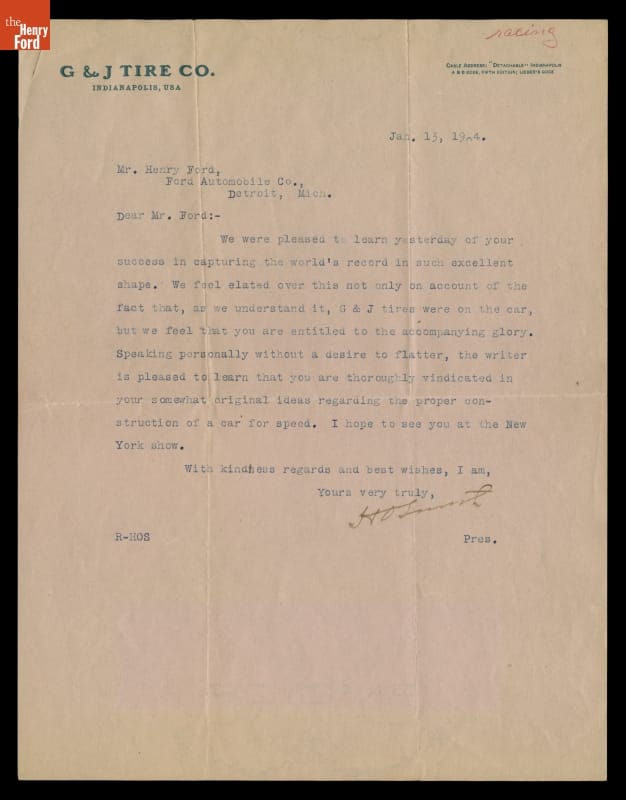 the
Henry
Ford
racing
G & J TIRE CO.
INDIANAPOLIS, USA
CABLE ADDRESS: "DETACHABLE" INDIANAPOLIS
A B C CODE, FIFTH EDITION; LIEBER'S CODE
Jan. 13, 19 4.
Mr. Henry Ford,
Ford Automobile Co.,
Detroit, Mich.
Dear Mr. Ford:-
We were pleased to learn yesterday of your
success in capturing the world's record in such excellent
shape. We feel elated over this not only on account of the
fact that, as we understand it, G & J tires were on the car,
but we feel that you are entitled to the accompanying glory.
Speaking personally without a desire to flatter, the writer
is pleased to learn that you are thoroughly vindicated in
your somewhat original ideas regarding the proper con-
struction of a car for speed. I hope to see you at the New
York show.
With kindness regards and best wishes, I am,
Yours very truly,
H O Smith
R-HOS
Pres.